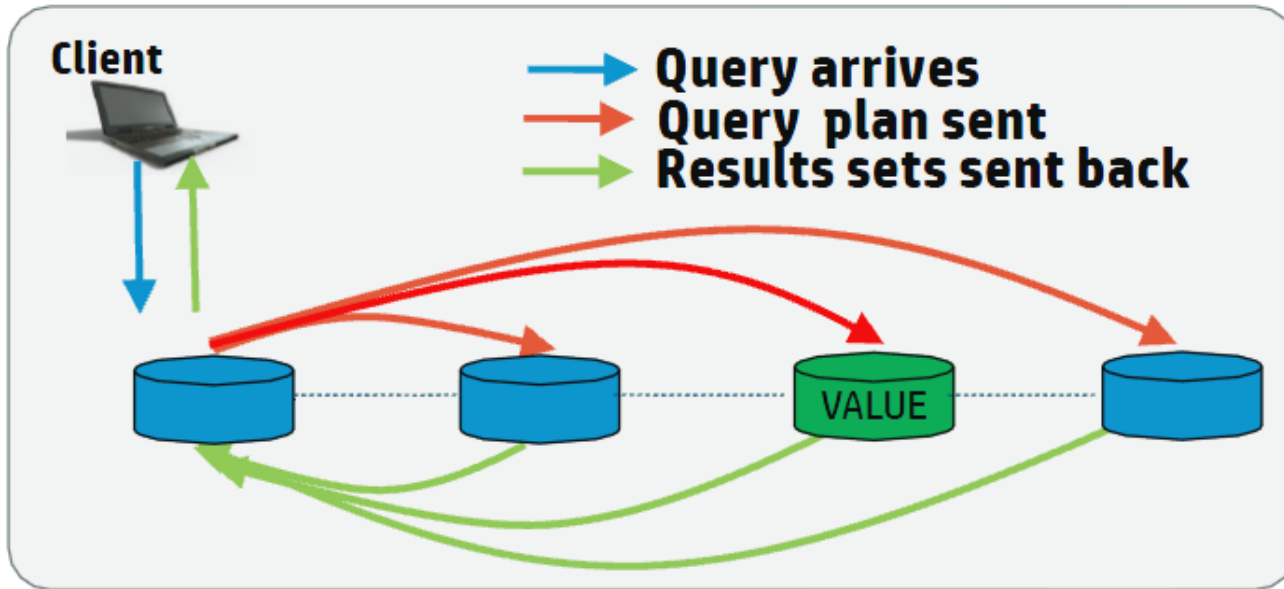 Client
Query arrives
Query plan sent
Results sets sent back
VALUE